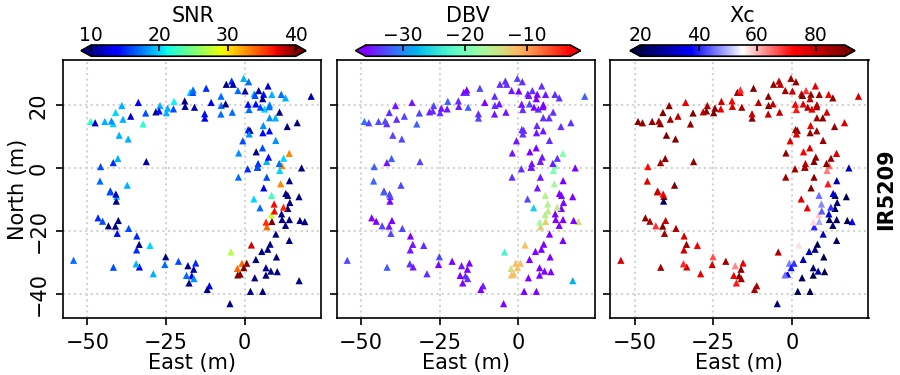 SNR DBV Xc
10 20 30 40 −30 −20 −10 20 40 60 80
20
0
−20
−40
North (m)
−50 −25 0 −50 −25 0 −50 −25 0
East (m) East (m) East (m)
IR5209